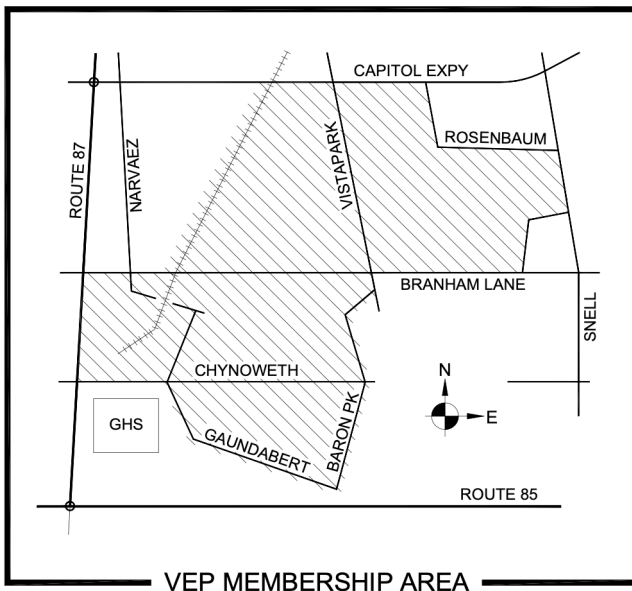 CAPITOL EXPY
ROSENBAUM
ROUTE 87
NARVAEZ
VISTAPARK
BRANHAM LANE
SNELL
CHYNOWETH
N
E
GHS
GAUNDABERT
BARON PK
ROUTE 85
VEP MEMBERSHIP AREA